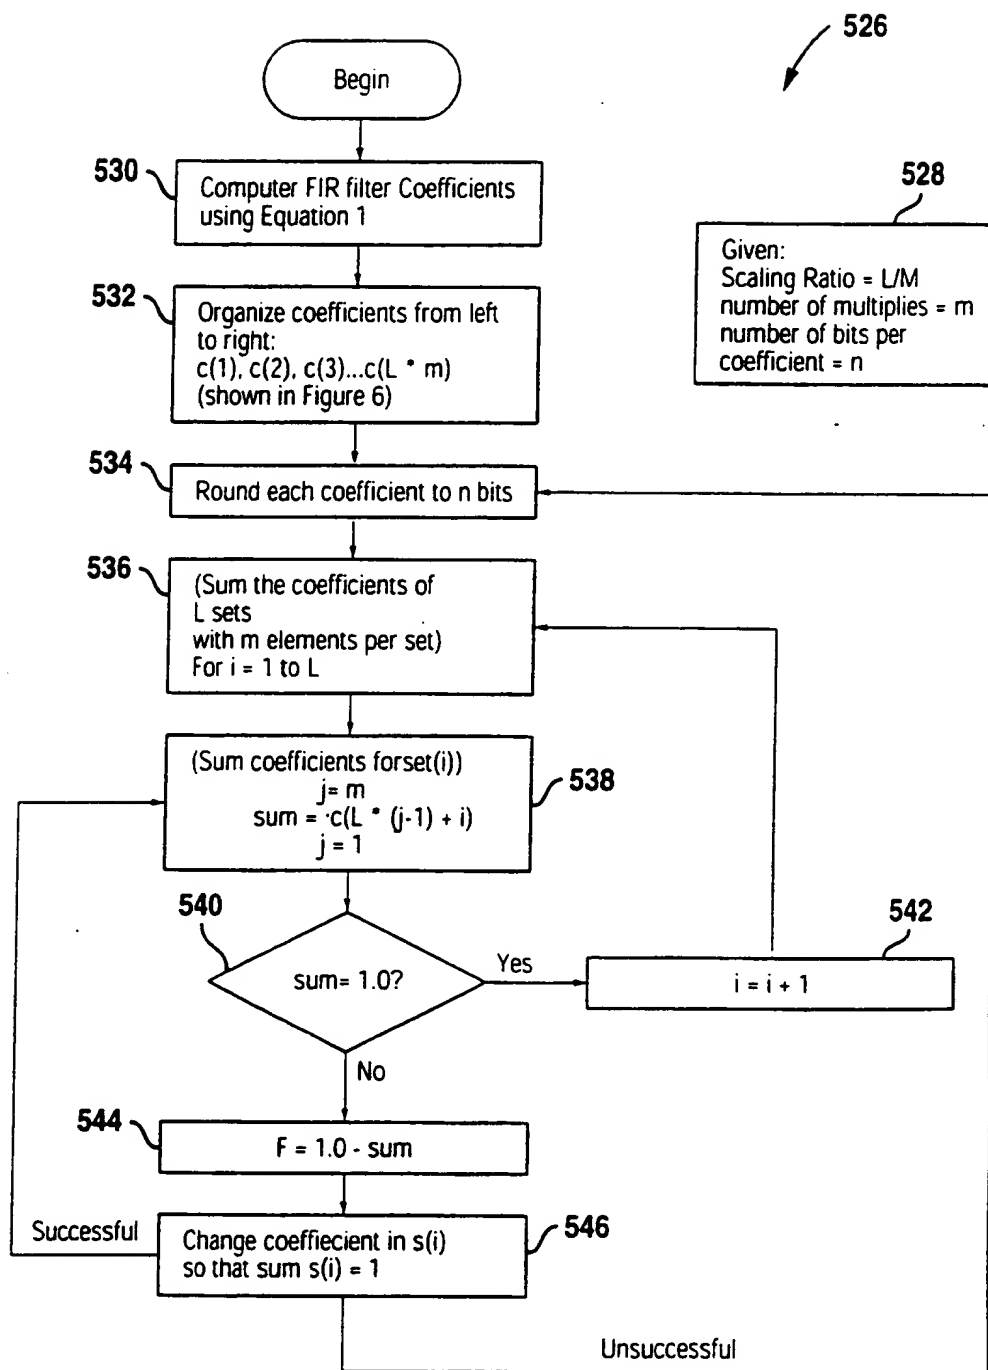 526
Begin
530
Computer FIR filter Coefficients
using Equation 1
528
Given:
Scaling Ratio = L/M
number of multiplies = m
number of bits per
coefficient = n
532
Organize coefficients from left
to right:
c(1), c(2), c(3)...c(L * m)
(shown in Figure 6)
534
Round each coefficient to n bits
536
(Sum the coefficients of
L sets
with m elements per set)
For i = 1 to L
(Sum coefficients forset(i))
j= m
sum = c(L * (j-1) + i)
j = 1
538
540
sum= 1.0?
Yes
542
i = i + 1
No
544
F = 1.0 - sum
Successful
Change coeffiecient in s(i)
so that sum s(i) = 1
546
Unsuccessful